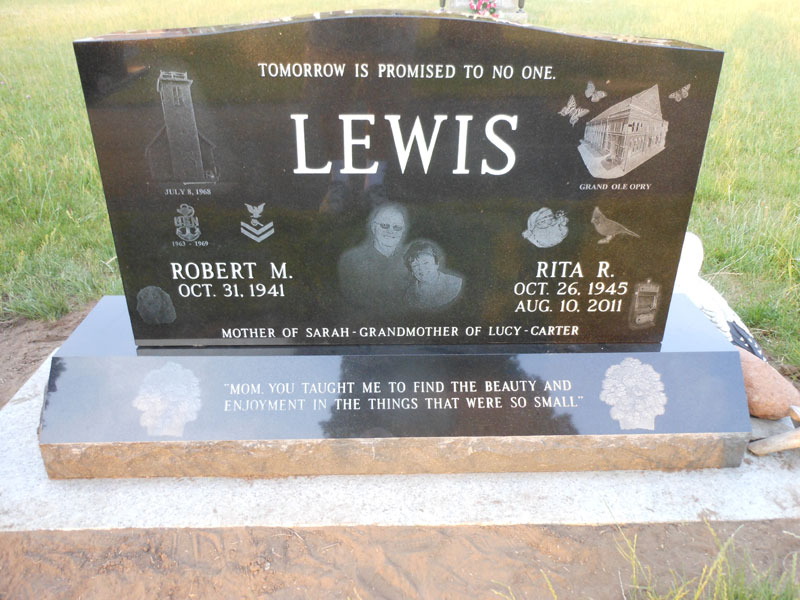 TOMORROW IS PROMISED TO NO ONE.
LEWIS
JULY 8, 1968
GRAND OLE OPRY
USN
1963 - 1969
ROBERT M.
OCT. 31, 1941
RITA R.
OCT. 26, 1945
AUG. 10, 2011
MOTHER OF SARAH - GRANDMOTHER OF LUCY - CARTER
"MOM, YOU TAUGHT ME TO FIND THE BEAUTY AND
ENJOYMENT IN THE THINGS THAT WERE SO SMALL"